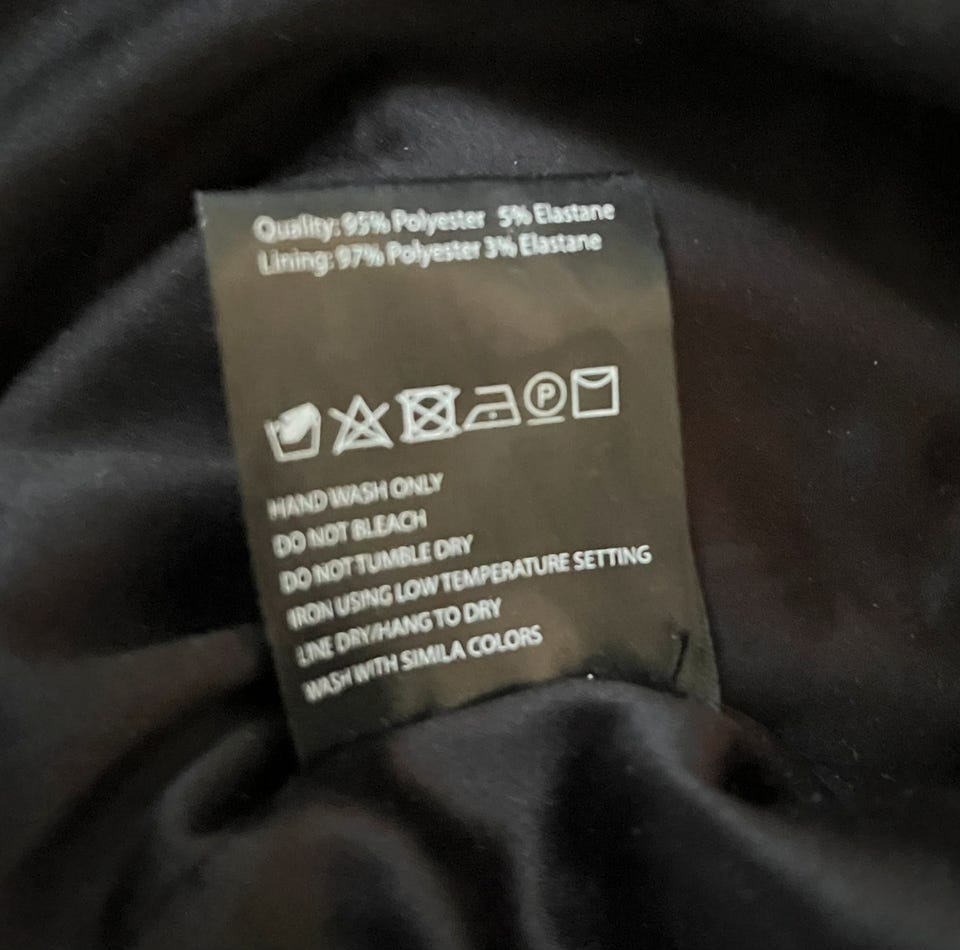 Quality: 95% Polyester 5% Elastane
Lining: 97% Polyester 3% Elastane
P
HAND WASH ONLY
DO NOT BLEACH
DO NOT TUMBLE DRY
IRON USING LOW TEMPERATURE SETTING
LINE DRY/HANG TO DRY
WASH WITH SIMILA COLORS